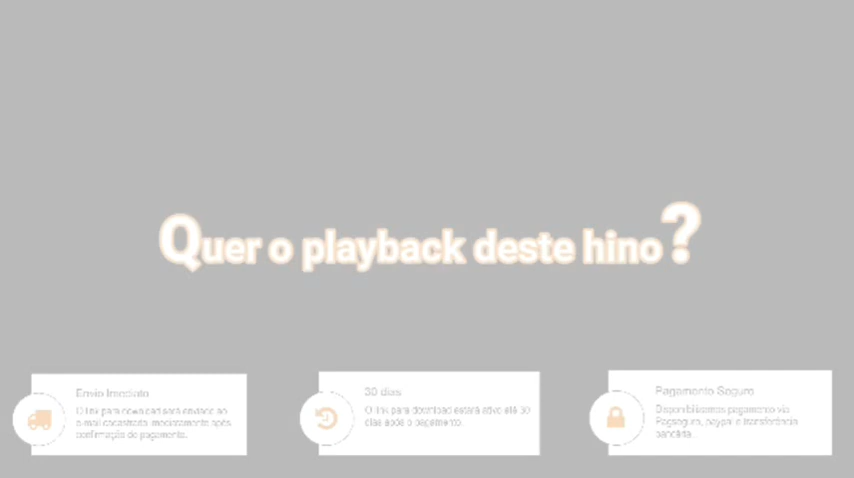 Quer o playback deste hino?
Envio Imediato
O link para download será enviado ao
e-mail cadastrado, imediatamente após
confirmação do pagamento.
30 dias
O link para download estará ativo até 30
dias após o pagamento.
Pagamento Seguro
Disponibilizamos pagamento via
Pagseguro, paypal e transferência
bancária.